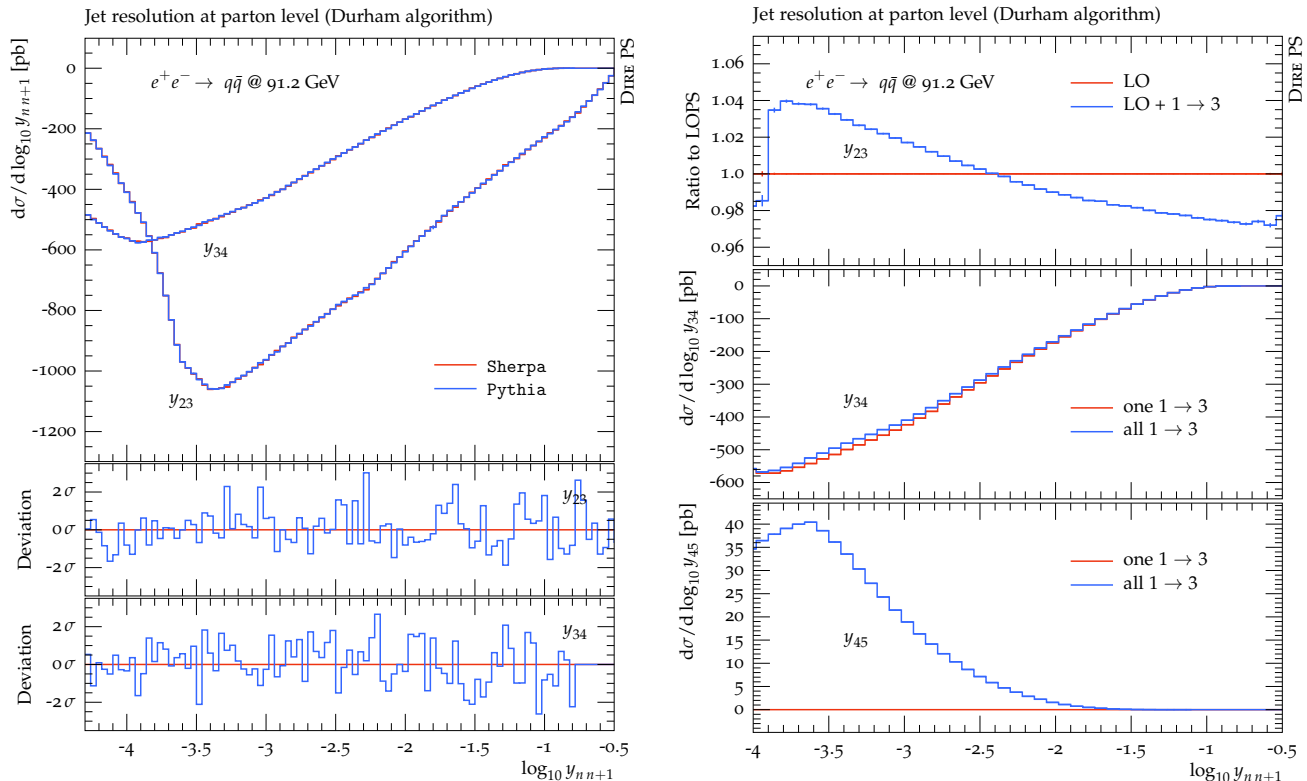 Jet resolution at parton level (Durham algorithm)
Dire PS
e⁺e⁻ → qq̄ @ 91.2 GeV
dσ/d log₁₀ yₙ ₙ₊₁ [pb]
0
-200
-400
-600
-800
-1000
-1200
y₃₄
y₂₃
Sherpa
Pythia
Deviation
2σ
0σ
-2σ
y₂₃
Deviation
2σ
0σ
-2σ
y₃₄
-4 -3.5 -3 -2.5 -2 -1.5 -1 -0.5
log₁₀ yₙ ₙ₊₁
Jet resolution at parton level (Durham algorithm)
Dire PS
e⁺e⁻ → qq̄ @ 91.2 GeV
LO
LO + 1 → 3
y₂₃
Ratio to LOPS
1.06
1.04
1.02
1.0
0.98
0.96
dσ/d log₁₀ y₃₄ [pb]
0
-100
-200
-300
-400
-500
-600
y₃₄
one 1 → 3
all 1 → 3
dσ/d log₁₀ y₄₅ [pb]
40
35
30
25
20
15
10
5
0
y₄₅
one 1 → 3
all 1 → 3
-4 -3.5 -3 -2.5 -2 -1.5 -1 -0.5
log₁₀ yₙ ₙ₊₁